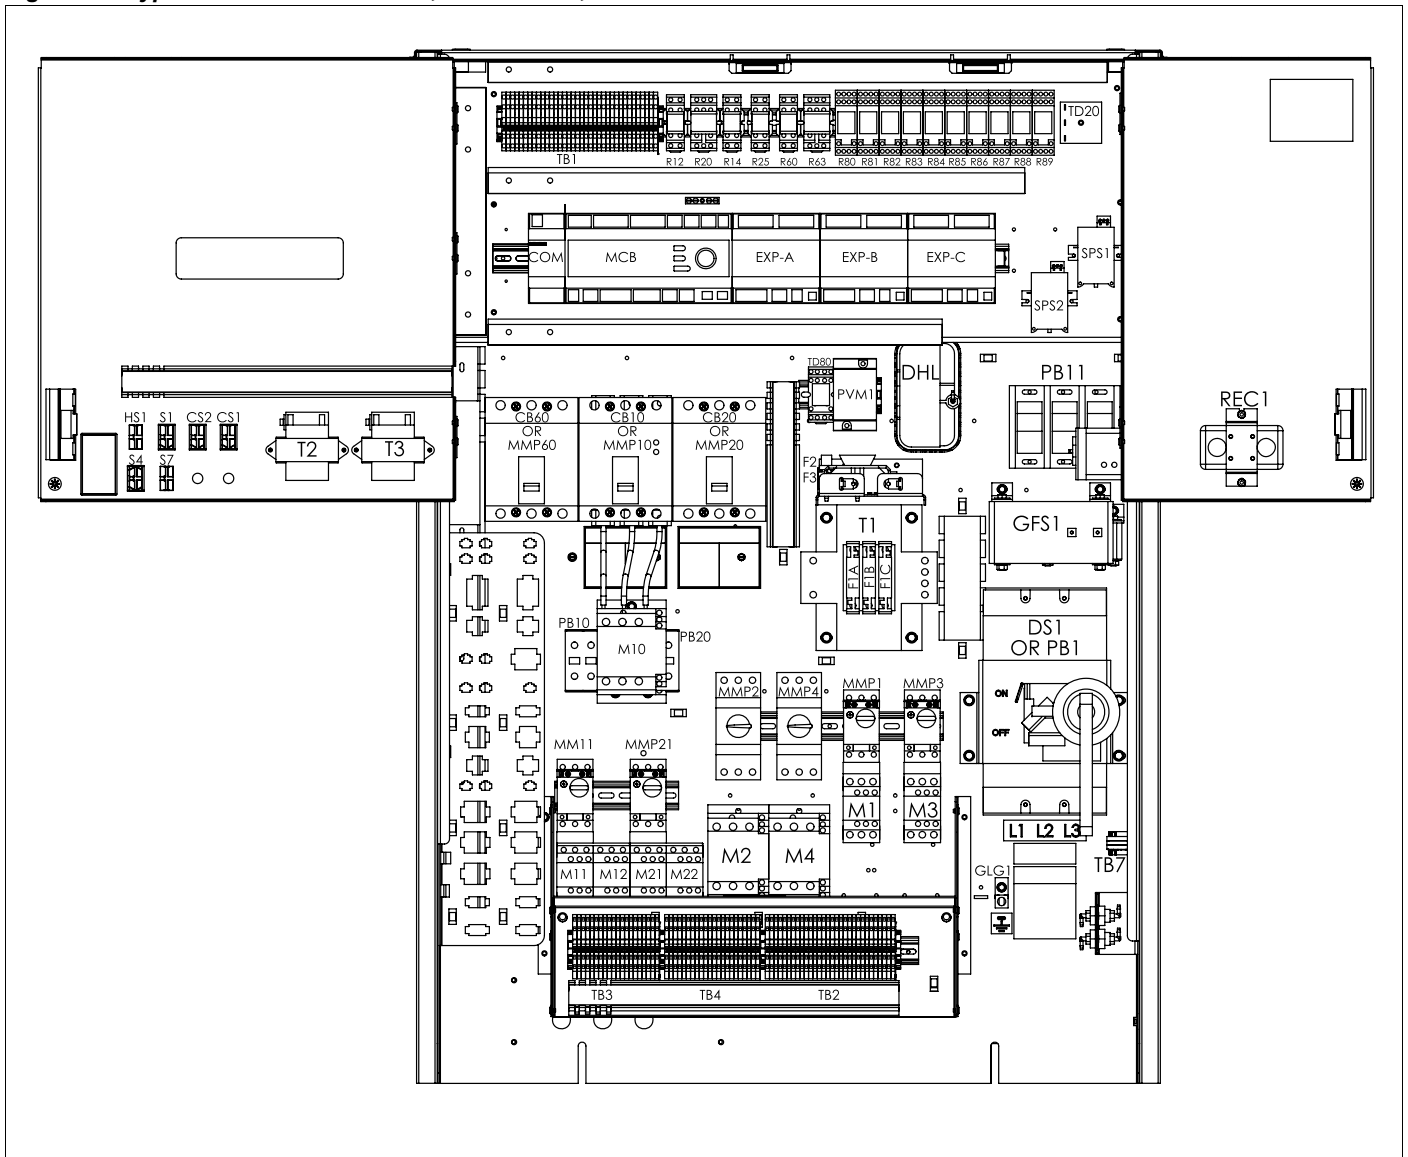 TB1
R12 R20 R14 R25 R60 R63 R80 R81 R82 R83 R84 R85 R86 R87 R88 R89
TD20
COM MCB EXP-A EXP-B EXP-C
SPS1
SPS2
TD80
PVM1
DHL
PB11
REC1
HS1 S1 CS2 CS1
S4 S7
T2 T3
CB60
OR
MMP60
CB10
OR
MMP10
CB20
OR
MMP20
F2
F3
T1
F1A F1B F1C
GFS1
PB10
M10
PB20
DS1
OR PB1
ON
OFF
MMP2 MMP4 MMP1 MMP3
MM11 MMP21
M1 M3
M2 M4
M11 M12 M21 M22
L1 L2 L3
TB7
GLG1
TB3 TB4 TB2